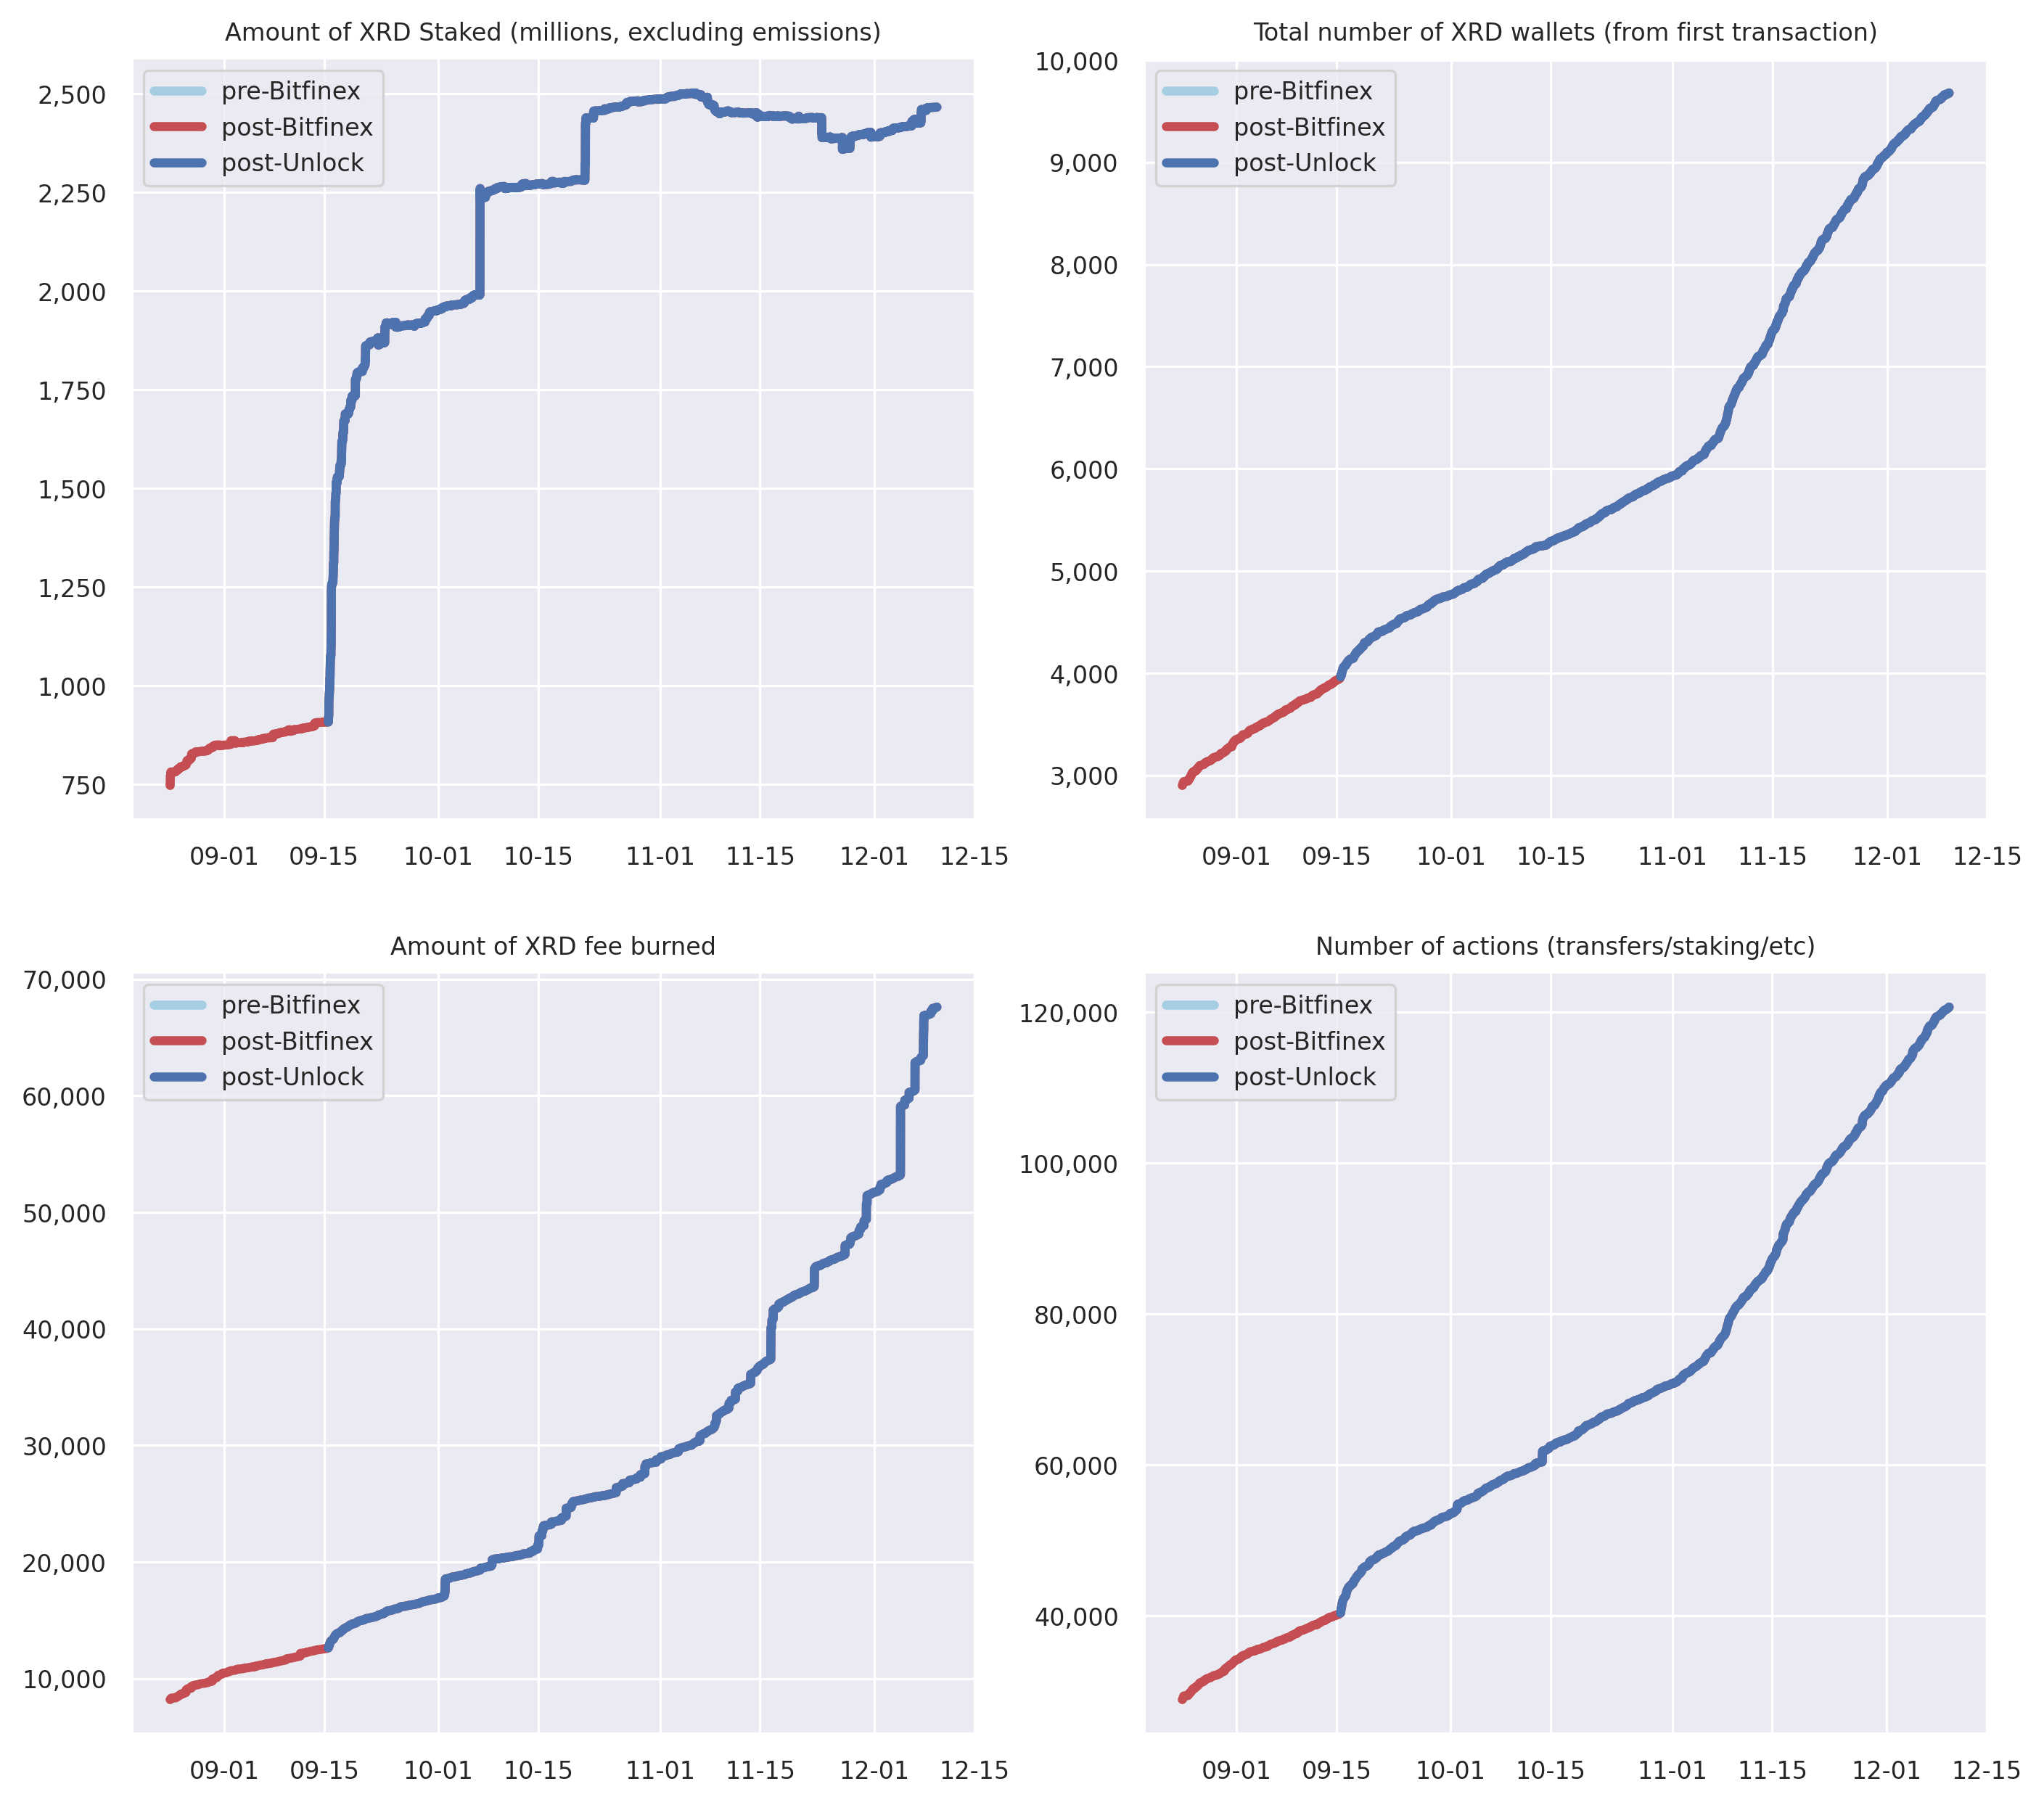 Amount of XRD Staked (millions, excluding emissions)
pre-Bitfinex
post-Bitfinex
post-Unlock
2,500
2,250
2,000
1,750
1,500
1,250
1,000
750
09-01 09-15 10-01 10-15 11-01 11-15 12-01 12-15
Total number of XRD wallets (from first transaction)
pre-Bitfinex
post-Bitfinex
post-Unlock
10,000
9,000
8,000
7,000
6,000
5,000
4,000
3,000
09-01 09-15 10-01 10-15 11-01 11-15 12-01 12-15
Amount of XRD fee burned
pre-Bitfinex
post-Bitfinex
post-Unlock
70,000
60,000
50,000
40,000
30,000
20,000
10,000
09-01 09-15 10-01 10-15 11-01 11-15 12-01 12-15
Number of actions (transfers/staking/etc)
pre-Bitfinex
post-Bitfinex
post-Unlock
120,000
100,000
80,000
60,000
40,000
09-01 09-15 10-01 10-15 11-01 11-15 12-01 12-15